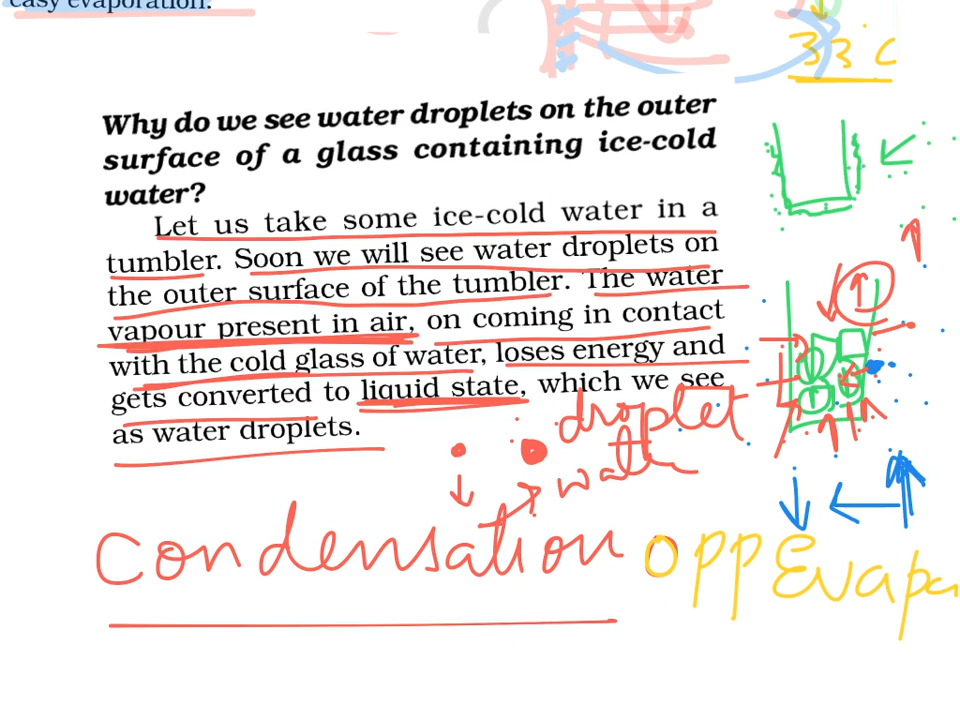 easy evaporation.
33°C
Why do we see water droplets on the outer
surface of a glass containing ice-cold
water?
Let us take some ice-cold water in a
tumbler. Soon we will see water droplets on
the outer surface of the tumbler. The water
vapour present in air, on coming in contact
with the cold glass of water, loses energy and
gets converted to liquid state, which we see
as water droplets.
droplet
Condensation opp Evape